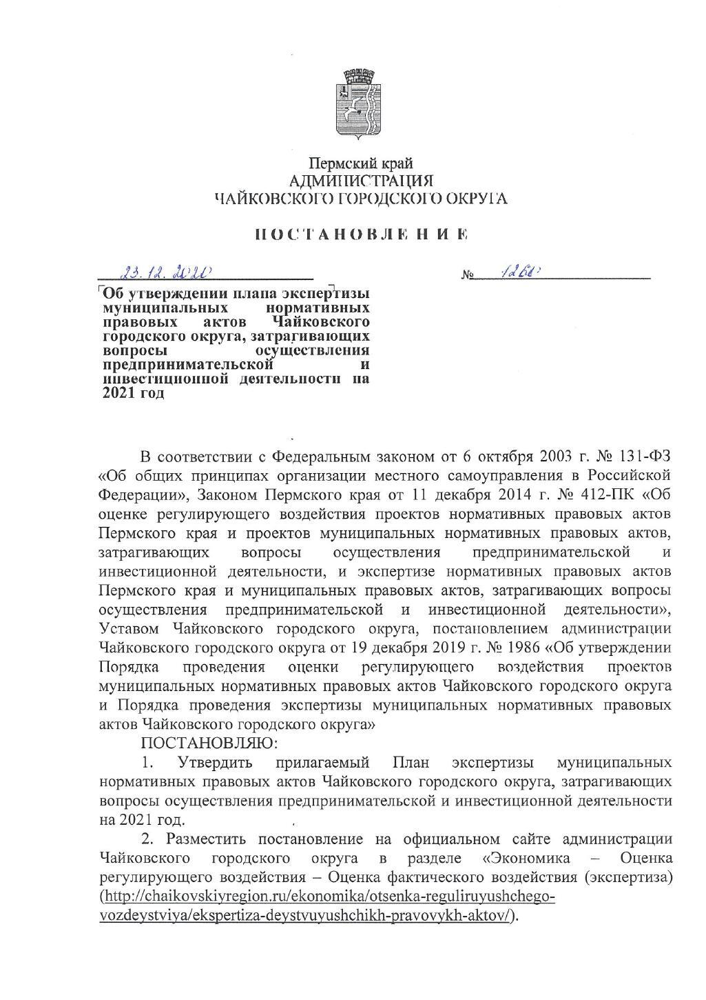 Пермский край
АДМИНИСТРАЦИЯ
ЧАЙКОВСКОГО ГОРОДСКОГО ОКРУГА
ПОСТАНОВЛЕНИЕ
23.12.2020
№
Об утверждении плана экспертизы
муниципальных нормативных
правовых актов Чайковского
городского округа, затрагивающих
вопросы осуществления
предпринимательской и
инвестиционной деятельности на
2021 год
В соответствии с Федеральным законом от 6 октября 2003 г. № 131-ФЗ
«Об общих принципах организации местного самоуправления в Российской
Федерации», Законом Пермского края от 11 декабря 2014 г. № 412-ПК «Об
оценке регулирующего воздействия проектов нормативных правовых актов
Пермского края и проектов муниципальных нормативных правовых актов,
затрагивающих вопросы осуществления предпринимательской и
инвестиционной деятельности, и экспертизе нормативных правовых актов
Пермского края и муниципальных правовых актов, затрагивающих вопросы
осуществления предпринимательской и инвестиционной деятельности»,
Уставом Чайковского городского округа, постановлением администрации
Чайковского городского округа от 19 декабря 2019 г. № 1986 «Об утверждении
Порядка проведения оценки регулирующего воздействия проектов
муниципальных нормативных правовых актов Чайковского городского округа
и Порядка проведения экспертизы муниципальных нормативных правовых
актов Чайковского городского округа»
ПОСТАНОВЛЯЮ:
1. Утвердить прилагаемый План экспертизы муниципальных
нормативных правовых актов Чайковского городского округа, затрагивающих
вопросы осуществления предпринимательской и инвестиционной деятельности
на 2021 год.
2. Разместить постановление на официальном сайте администрации
Чайковского городского округа в разделе «Экономика – Оценка
регулирующего воздействия – Оценка фактического воздействия (экспертиза)
(http://chaikovskiyregion.ru/ekonomika/otsenka-reguliruyushchego-
vozdeystviya/ekspertiza-deystvuyushchikh-pravovykh-aktov/).